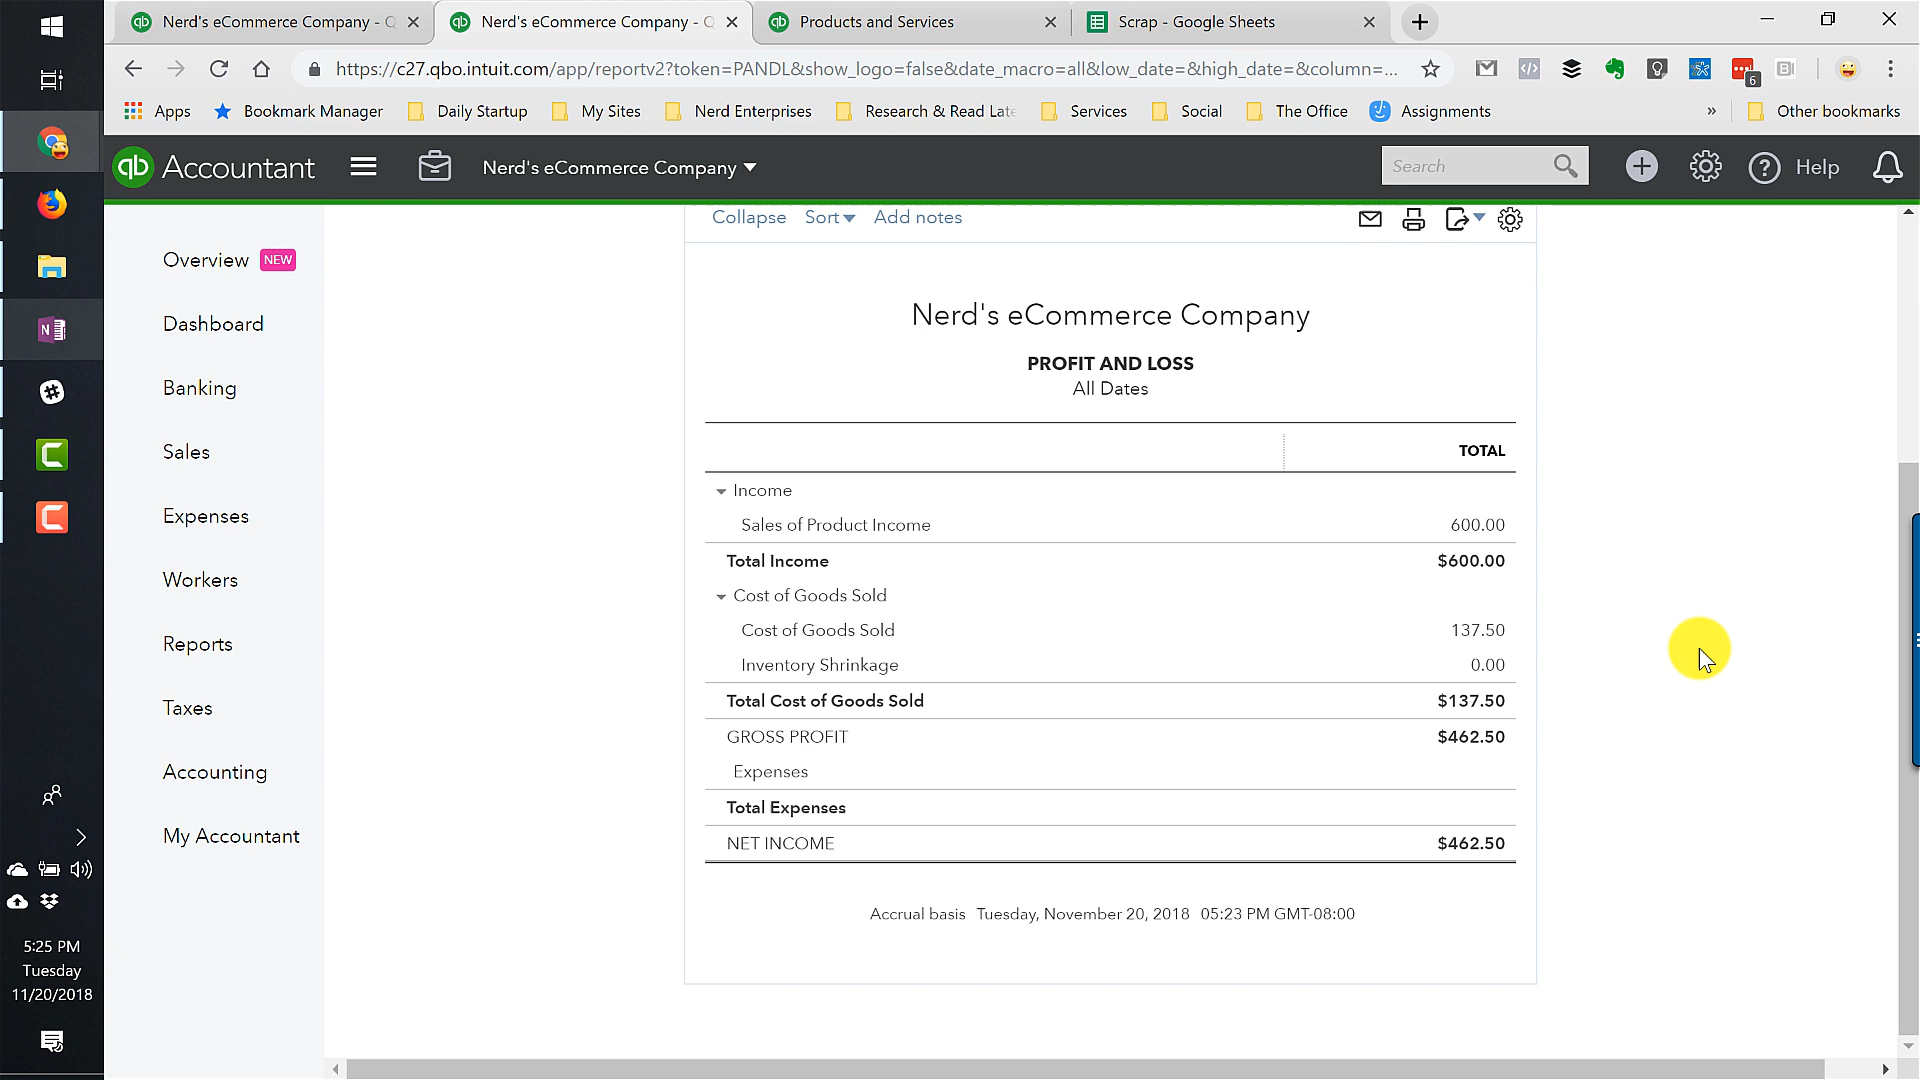 Nerd's eCommerce Company - Q
Nerd's eCommerce Company - Q
Products and Services
Scrap - Google Sheets
https://c27.qbo.intuit.com/app/reportv2?token=PANDL&show_logo=false&date_macro=all&low_date=&high_date=&column=...
6
Apps
Bookmark Manager
Daily Startup
My Sites
Nerd Enterprises
Research & Read Late
Services
Social
The Office
Assignments
»
Other bookmarks
qb Accountant
Nerd's eCommerce Company
Search
Help
Collapse
Sort
Add notes
Overview NEW
Dashboard
Banking
Sales
Expenses
Workers
Reports
Taxes
Accounting
My Accountant
Nerd's eCommerce Company
PROFIT AND LOSS
All Dates
TOTAL
Income
Sales of Product Income 600.00
Total Income $600.00
Cost of Goods Sold
Cost of Goods Sold 137.50
Inventory Shrinkage 0.00
Total Cost of Goods Sold $137.50
GROSS PROFIT $462.50
Expenses
Total Expenses
NET INCOME $462.50
Accrual basis Tuesday, November 20, 2018 05:23 PM GMT-08:00
5:25 PM
Tuesday
11/20/2018